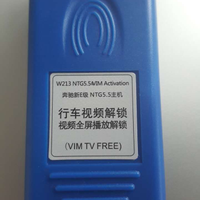 W213 NTG5.5&VIM Activation
奔驰新E级 NTG5.5主机
行车视频解锁
视频全屏播放解锁
(VIM TV FREE)